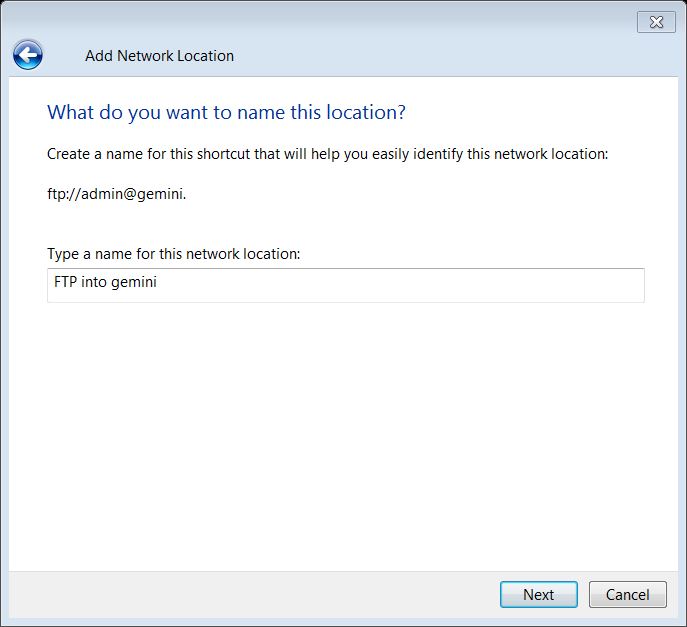 Add Network Location
What do you want to name this location?
Create a name for this shortcut that will help you easily identify this network location:
ftp://admin@gemini.
Type a name for this network location:
FTP into gemini
Next
Cancel